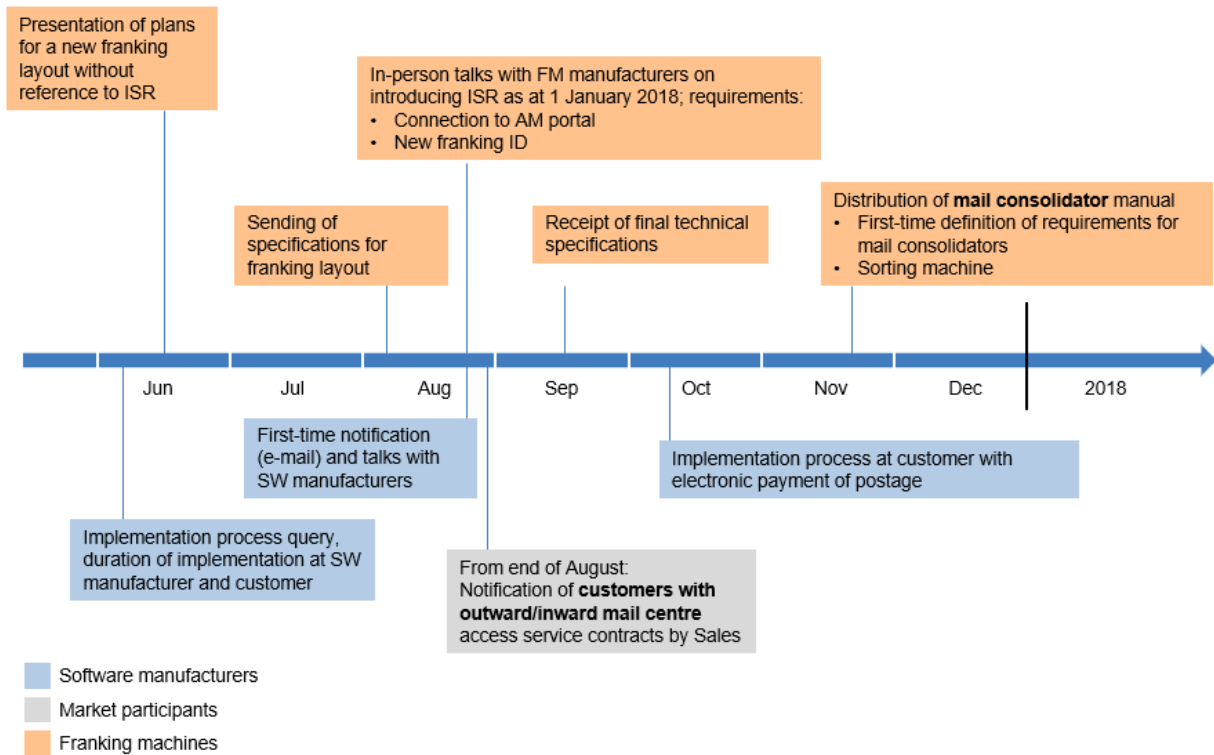 Presentation of plans
for a new franking
layout without
reference to ISR
In-person talks with FM manufacturers on
introducing ISR as at 1 January 2018; requirements:
• Connection to AM portal
• New franking ID
Sending of
specifications for
franking layout
Receipt of final technical
specifications
Distribution of mail consolidator manual
• First-time definition of requirements for
mail consolidators
• Sorting machine
Jun Jul Aug Sep Oct Nov Dec 2018
First-time notification
(e-mail) and talks with
SW manufacturers
Implementation process at customer with
electronic payment of postage
Implementation process query,
duration of implementation at SW
manufacturer and customer
From end of August:
Notification of customers with
outward/inward mail centre
access service contracts by Sales
Software manufacturers
Market participants
Franking machines